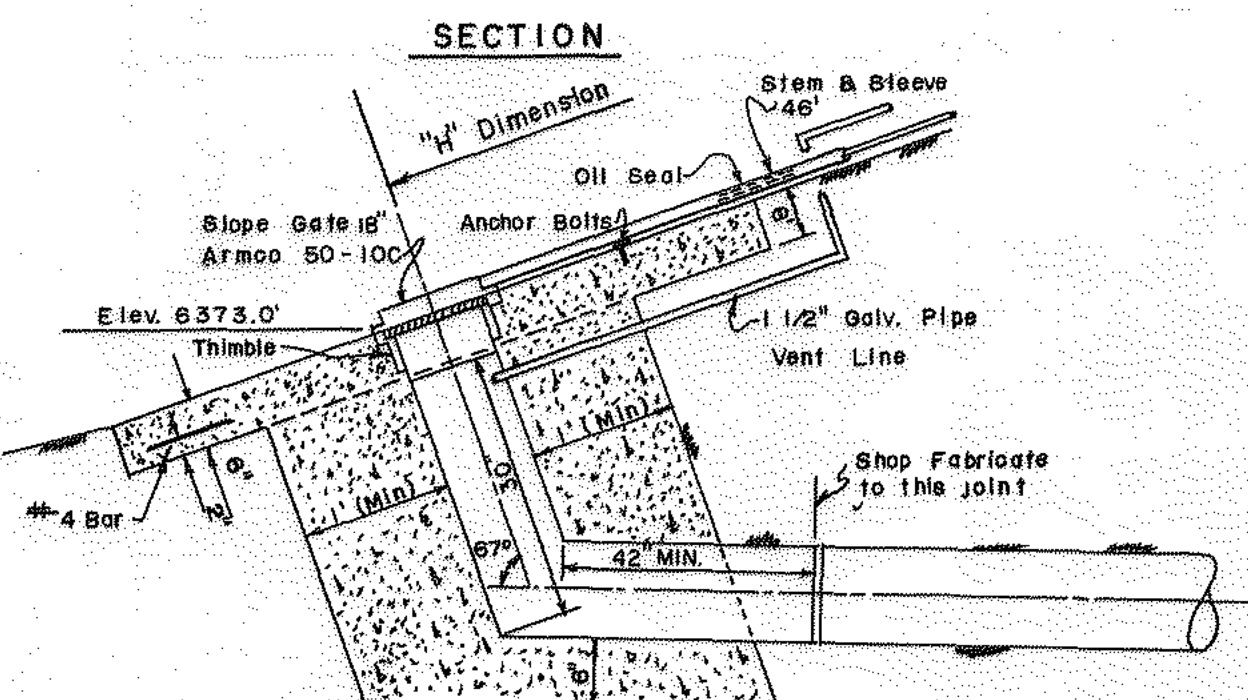 SECTION
Stem & Sleeve
46'
"H" Dimension
Oil Seal
Slope Gate 18"
Armco 50-10C
Anchor Bolts
Elev. 6373.0'
Thimble
1 1/2" Galv. Pipe
Vent Line
1' (Min)
1' (Min)
Shop Fabricate
to this joint
#4 Bar
6"
2"
30
67°
42" MIN.